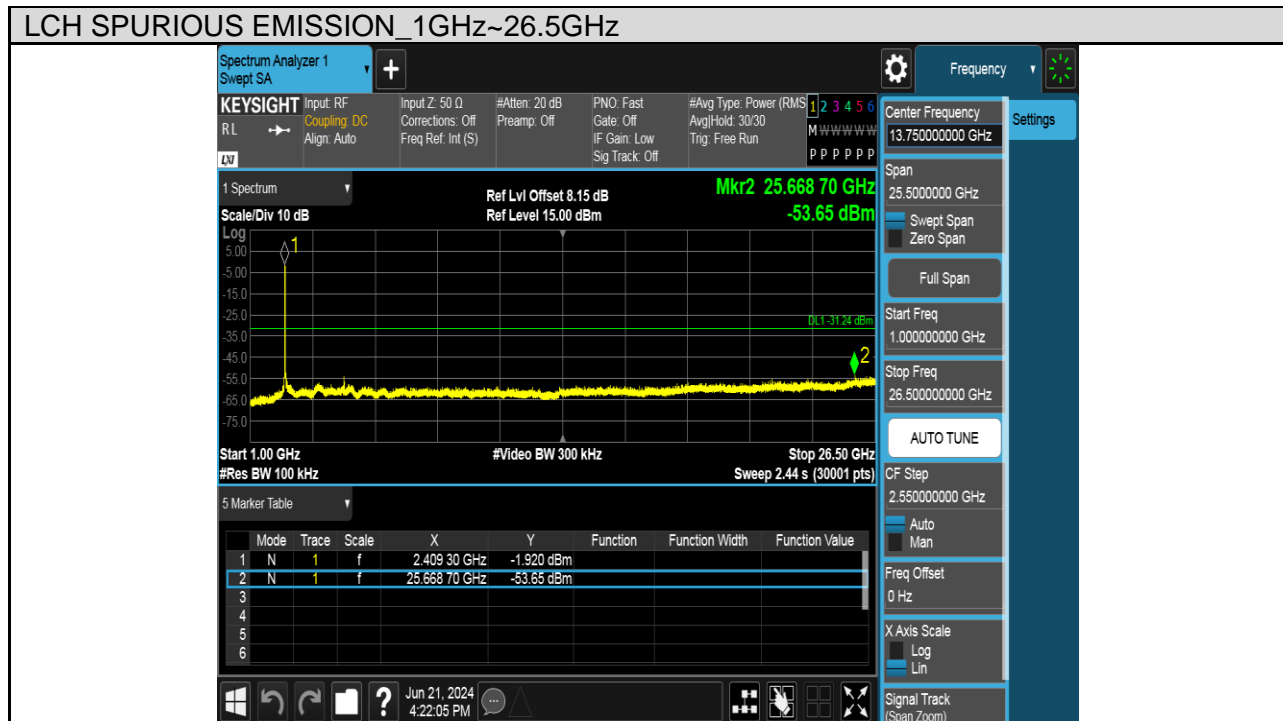 LCH SPURIOUS EMISSION_1GHz~26.5GHz
Spectrum Analyzer 1
Swept SA
+
Frequency
KEYSIGHT
RL
LXI
Input: RF
Coupling: DC
Align: Auto
Input Z: 50 Ω
Corrections: Off
Freq Ref: Int (S)
#Atten: 20 dB
Preamp: Off
PNO: Fast
Gate: Off
IF Gain: Low
Sig Track: Off
#Avg Type: Power (RMS
Avg|Hold: 30/30
Trig: Free Run
1 2 3 4 5 6
M W W W W W
P P P P P P
Center Frequency
13.750000000 GHz
Settings
Span
25.5000000 GHz
Swept Span
Zero Span
Full Span
Start Freq
1.000000000 GHz
Stop Freq
26.500000000 GHz
AUTO TUNE
CF Step
2.550000000 GHz
Auto
Man
Freq Offset
0 Hz
X Axis Scale
Log
Lin
Signal Track
(Span Zoom)
1 Spectrum
Scale/Div 10 dB
Ref Lvl Offset 8.15 dB
Ref Level 15.00 dBm
Mkr2 25.668 70 GHz
-53.65 dBm
Log
5.00
-5.00
-15.0
-25.0
-35.0
-45.0
-55.0
-65.0
-75.0
1
DL1 -31.24 dBm
2
Start 1.00 GHz
#Video BW 300 kHz
Stop 26.50 GHz
#Res BW 100 kHz
Sweep 2.44 s (30001 pts)
5 Marker Table
Mode Trace Scale X Y Function Function Width Function Value
1 N 1 f 2.409 30 GHz -1.920 dBm
2 N 1 f 25.668 70 GHz -53.65 dBm
3
4
5
6
?
Jun 21, 2024
4:22:05 PM